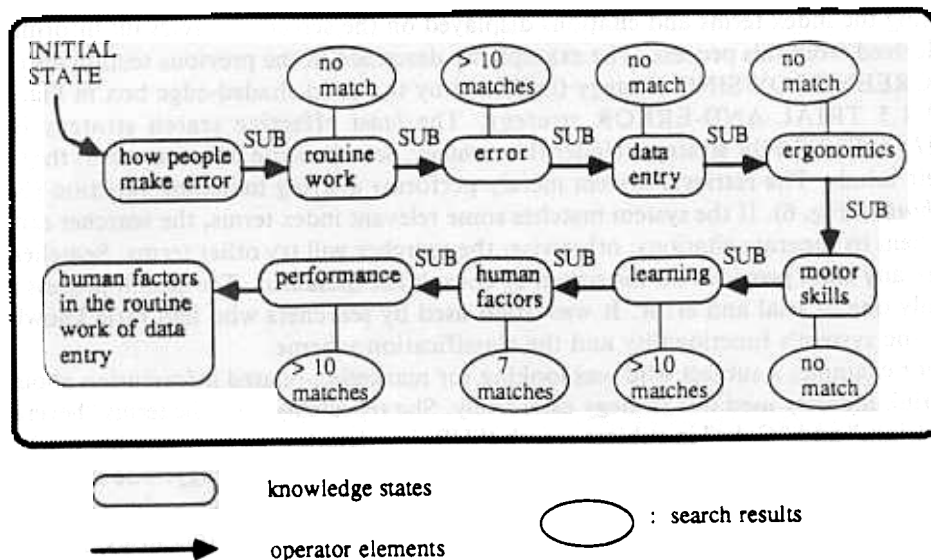 INITIAL
STATE
no
match
> 10
matches
no
match
no
match
how people
make error
SUB
routine
work
SUB
error
SUB
data
entry
SUB
ergonomics
SUB
human factors
in the routine
work of data
entry
performance
SUB
human
factors
SUB
learning
SUB
motor
skills
> 10
matches
7
matches
> 10
matches
no
match
knowledge states
: search results
operator elements